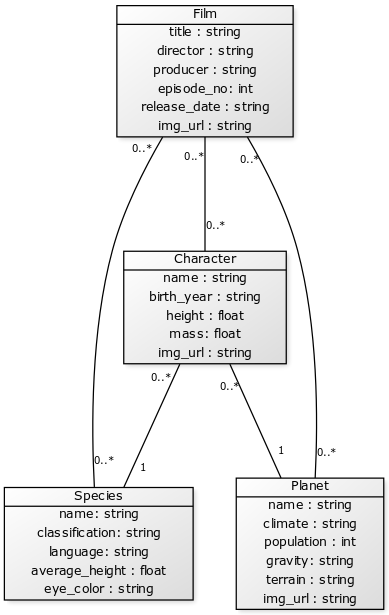 Film
title : string
director : string
producer : string
episode_no: int
release_date : string
img_url : string
0..*
0..*
0..*
0..*
Character
name : string
birth_year : string
height : float
mass: float
img_url : string
0..*
0..*
0..*
1
1
0..*
Species
name: string
classification: string
language: string
average_height : float
eye_color : string
Planet
name : string
climate : string
population : int
gravity: string
terrain : string
img_url : string